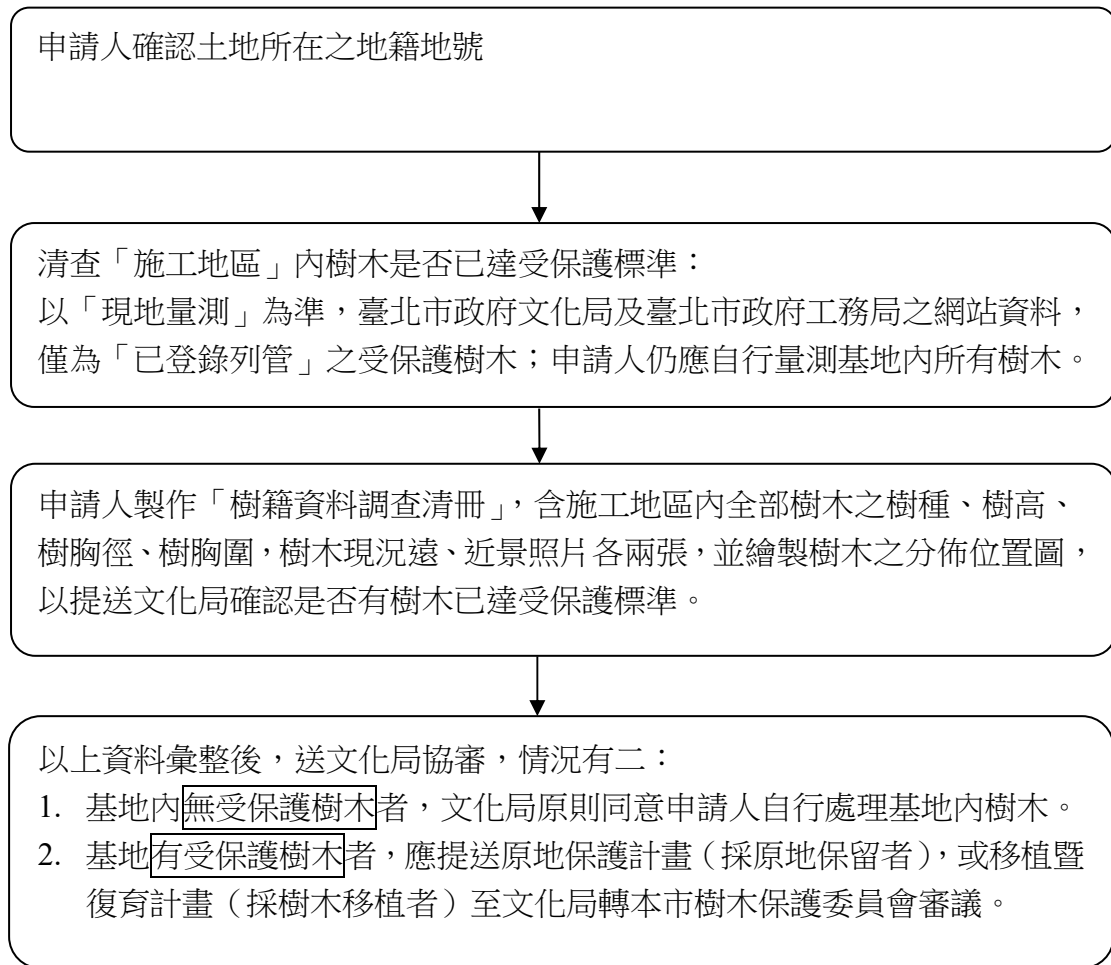 申請人確認土地所在之地籍地號
清查「施工地區」內樹木是否已達受保護標準：
以「現地量測」為準，臺北市政府文化局及臺北市政府工務局之網站資料，
僅為「已登錄列管」之受保護樹木；申請人仍應自行量測基地內所有樹木。
申請人製作「樹籍資料調查清冊」，含施工地區內全部樹木之樹種、樹高、
樹胸徑、樹胸圍，樹木現況遠、近景照片各兩張，並繪製樹木之分佈位置圖，
以提送文化局確認是否有樹木已達受保護標準。
以上資料彙整後，送文化局協審，情況有二：
1. 基地內無受保護樹木者，文化局原則同意申請人自行處理基地內樹木。
2. 基地有受保護樹木者，應提送原地保護計畫（採原地保留者），或移植暨
復育計畫（採樹木移植者）至文化局轉本市樹木保護委員會審議。